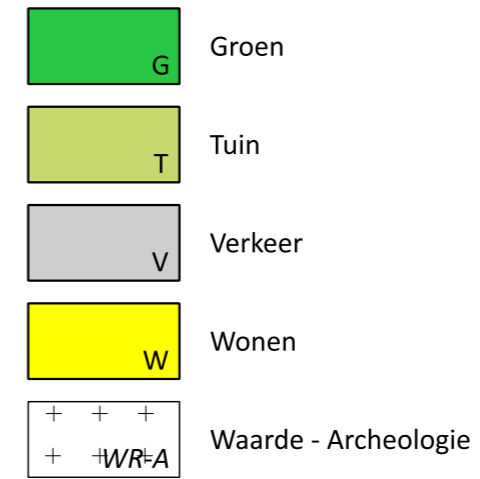 G Groen
T Tuin
V Verkeer
W Wonen
WR-A Waarde - Archeologie